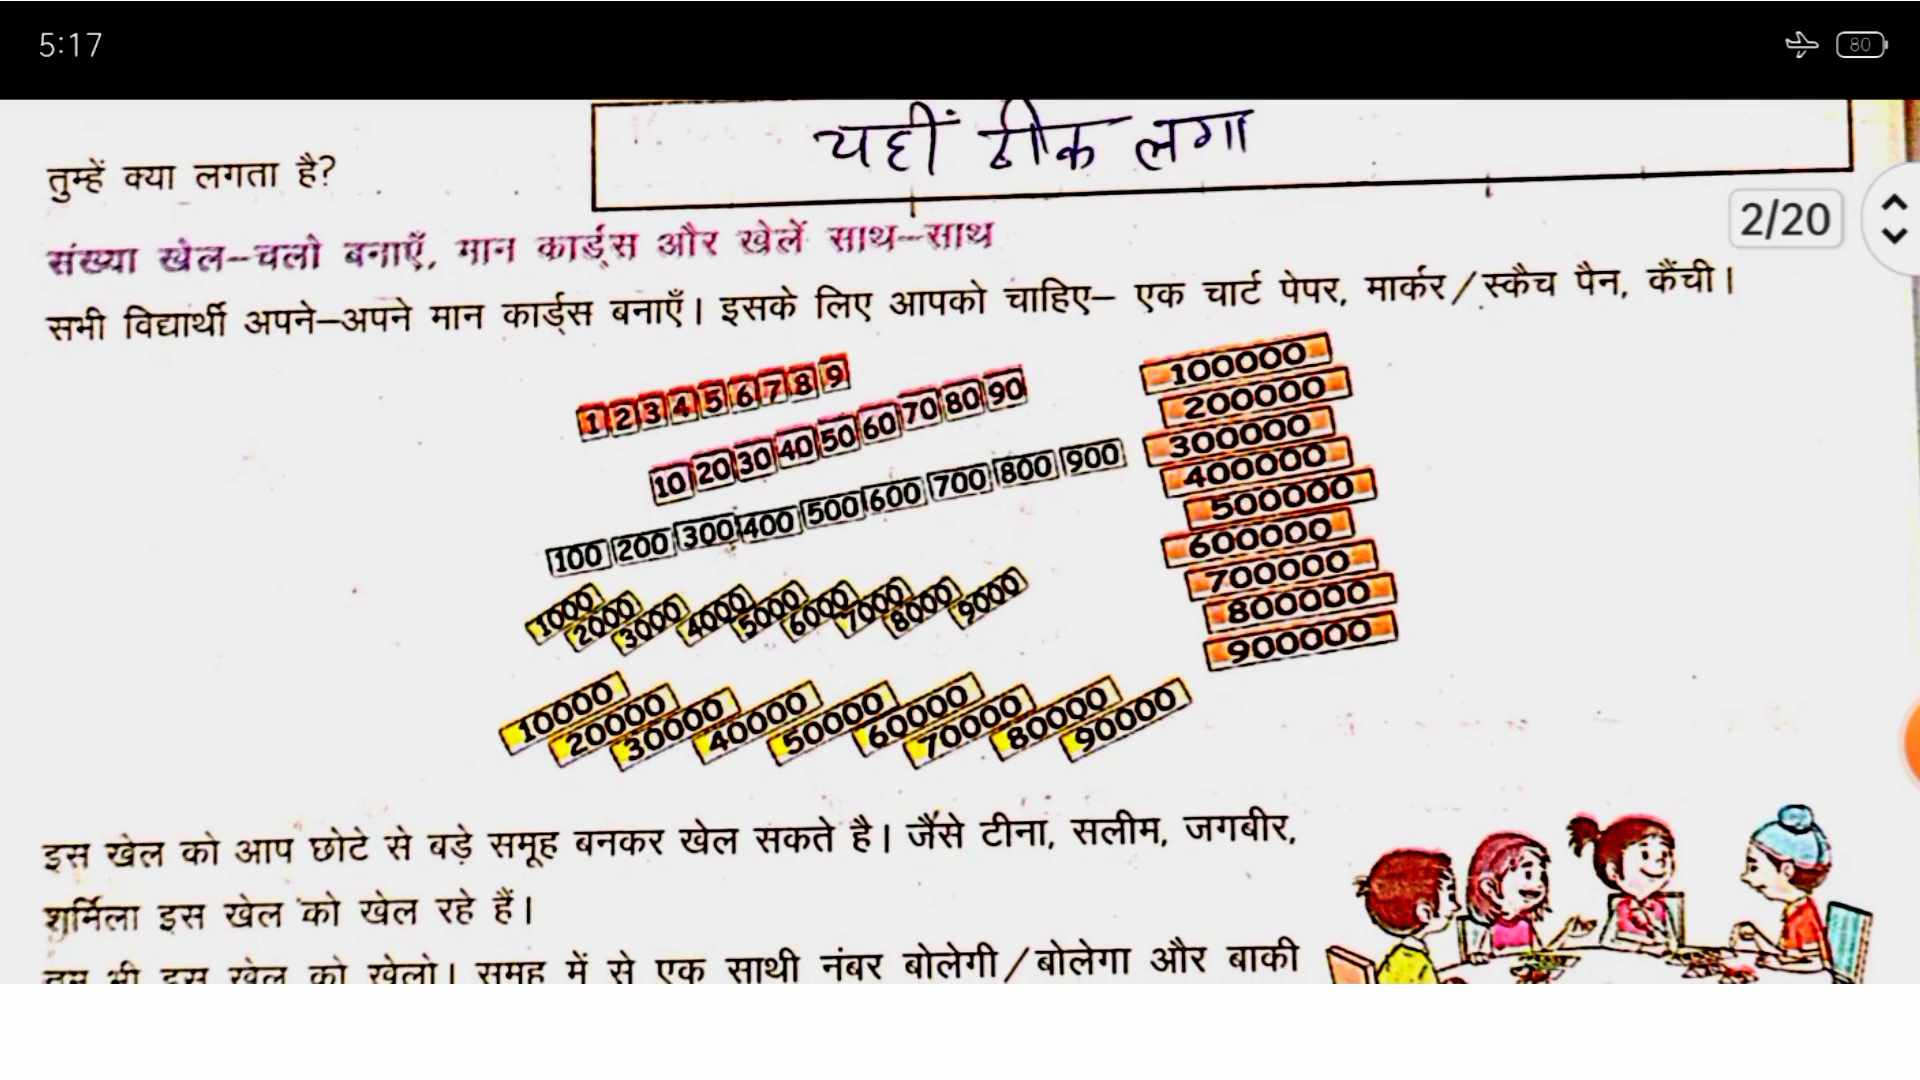 5:17
80
यहीं ठीक लगा
तुम्हें क्या लगता है?
2/20
संख्या खेल–चलो बनाएँ, मान कार्ड्स और खेलें साथ–साथ
सभी विद्यार्थी अपने–अपने मान कार्ड्स बनाएँ। इसके लिए आपको चाहिए– एक चार्ट पेपर, मार्कर/स्कैच पैन, कैंची।
1 2 3 4 5 6 7 8 9
10 20 30 40 50 60 70 80 90
100 200 300 400 500 600 700 800 900
1000 2000 3000 4000 5000 6000 7000 8000 9000
10000 20000 30000 40000 50000 60000 70000 80000 90000
100000
200000
300000
400000
500000
600000
700000
800000
900000
इस खेल को आप छोटे से बड़े समूह बनकर खेल सकते है। जैंसे टीना, सलीम, जगबीर,
शर्मिला इस खेल को खेल रहे हैं।
तुम भी इस खेल को खेलो। समूह में से एक साथी नंबर बोलेगी/बोलेगा और बाकी